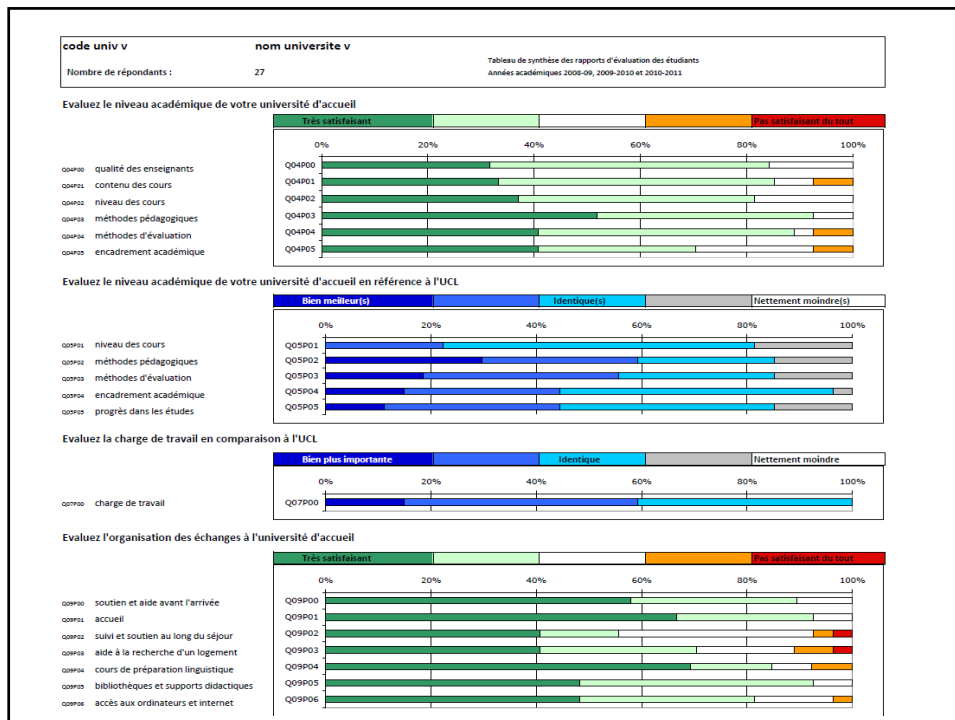 code univ v nom universite v
Tableau de synthèse des rapports d'évaluation des étudiants
Nombre de répondants : 27 Années académiques 2008-09, 2009-2010 et 2010-2011
Evaluez le niveau académique de votre université d'accueil
Très satisfaisant Pas satisfaisant du tout
0% 20% 40% 60% 80% 100%
Q04P00 qualité des enseignants Q04P00
Q04P01 contenu des cours Q04P01
Q04P02 niveau des cours Q04P02
Q04P03 méthodes pédagogiques Q04P03
Q04P04 méthodes d'évaluation Q04P04
Q04P05 encadrement académique Q04P05
Evaluez le niveau académique de votre université d'accueil en référence à l'UCL
Bien meilleur(s) Identique(s) Nettement moindre(s)
0% 20% 40% 60% 80% 100%
Q05P01 niveau des cours Q05P01
Q05P02 méthodes pédagogiques Q05P02
Q05P03 méthodes d'évaluation Q05P03
Q05P04 encadrement académique Q05P04
Q05P05 progrès dans les études Q05P05
Evaluez la charge de travail en comparaison à l'UCL
Bien plus importante Identique Nettement moindre
0% 20% 40% 60% 80% 100%
Q07P00 charge de travail Q07P00
Evaluez l'organisation des échanges à l'université d'accueil
Très satisfaisant Pas satisfaisant du tout
0% 20% 40% 60% 80% 100%
Q09P00 soutien et aide avant l'arrivée Q09P00
Q09P01 accueil Q09P01
Q09P02 suivi et soutien au long du séjour Q09P02
Q09P03 aide à la recherche d'un logement Q09P03
Q09P04 cours de préparation linguistique Q09P04
Q09P05 bibliothèques et supports didactiques Q09P05
Q09P06 accès aux ordinateurs et internet Q09P06